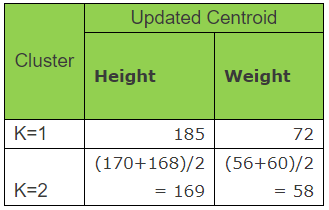 Updated Centroid
Cluster
Height
Weight
K=1
185
72
(170+168)/2
(56+60)/2
K=2
= 169
= 58